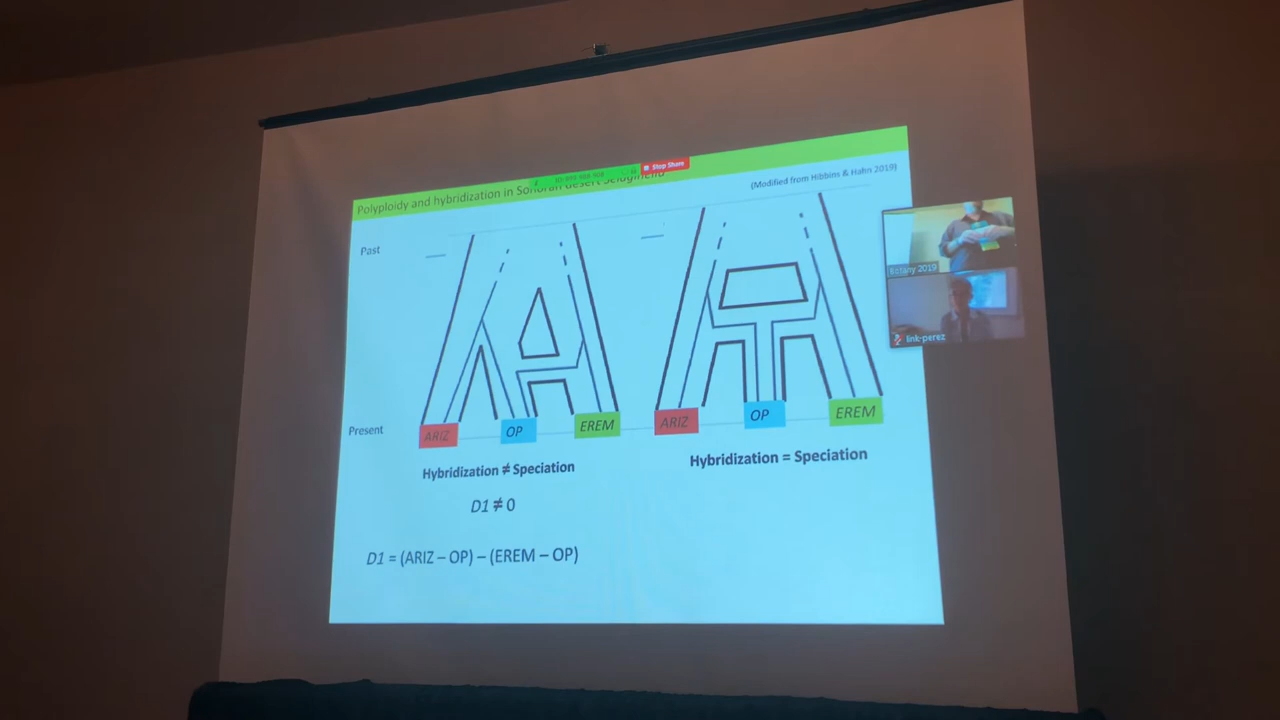 Polyploidy and hybridization in Sonoran desert Selaginella
Stop Share
(Modified from Hibbins & Hahn 2019)
Past
Botany 2019
link-perez
Present
ARIZ
OP
EREM
ARIZ
OP
EREM
Hybridization ≠ Speciation
Hybridization = Speciation
D1 ≠ 0
D1 = (ARIZ – OP) – (EREM – OP)